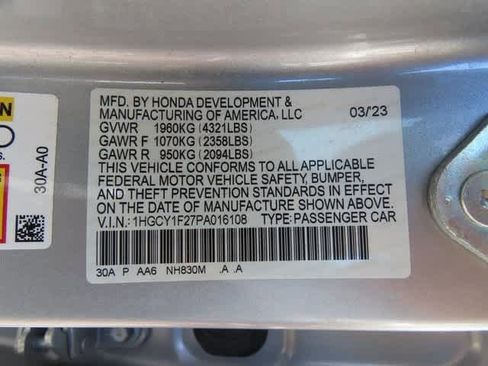 MFD. BY HONDA DEVELOPMENT &
MANUFACTURING OF AMERICA, LLC 03/'23
GVWR 1960KG (4321LBS)
GAWR F 1070KG (2358LBS)
GAWR R 950KG (2094LBS)
THIS VEHICLE CONFORMS TO ALL APPLICABLE
FEDERAL MOTOR VEHICLE SAFETY, BUMPER,
AND THEFT PREVENTION STANDARDS IN EFFECT
ON THE DATE OF MANUFACTURE SHOWN ABOVE.
V.I.N.: 1HGCY1F27PA016108 TYPE: PASSENGER CAR
30A P AA6 NH830M .A .A
30A-A0